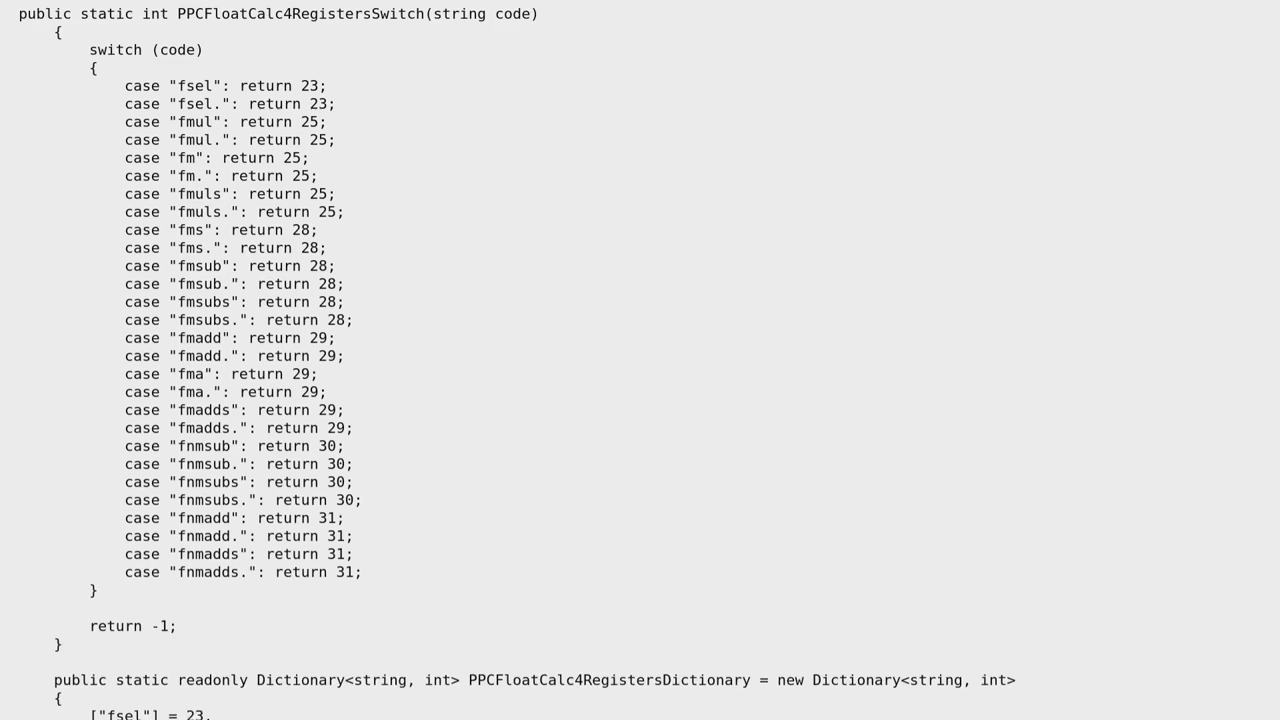 public static int PPCFloatCalc4RegistersSwitch(string code)
{
switch (code)
{
case "fsel": return 23;
case "fsel.": return 23;
case "fmul": return 25;
case "fmul.": return 25;
case "fm": return 25;
case "fm.": return 25;
case "fmuls": return 25;
case "fmuls.": return 25;
case "fms": return 28;
case "fms.": return 28;
case "fmsub": return 28;
case "fmsub.": return 28;
case "fmsubs": return 28;
case "fmsubs.": return 28;
case "fmadd": return 29;
case "fmadd.": return 29;
case "fma": return 29;
case "fma.": return 29;
case "fmadds": return 29;
case "fmadds.": return 29;
case "fnmsub": return 30;
case "fnmsub.": return 30;
case "fnmsubs": return 30;
case "fnmsubs.": return 30;
case "fnmadd": return 31;
case "fnmadd.": return 31;
case "fnmadds": return 31;
case "fnmadds.": return 31;
}
return -1;
}
public static readonly Dictionary<string, int> PPCFloatCalc4RegistersDictionary = new Dictionary<string, int>
{
["fsel"] = 23,